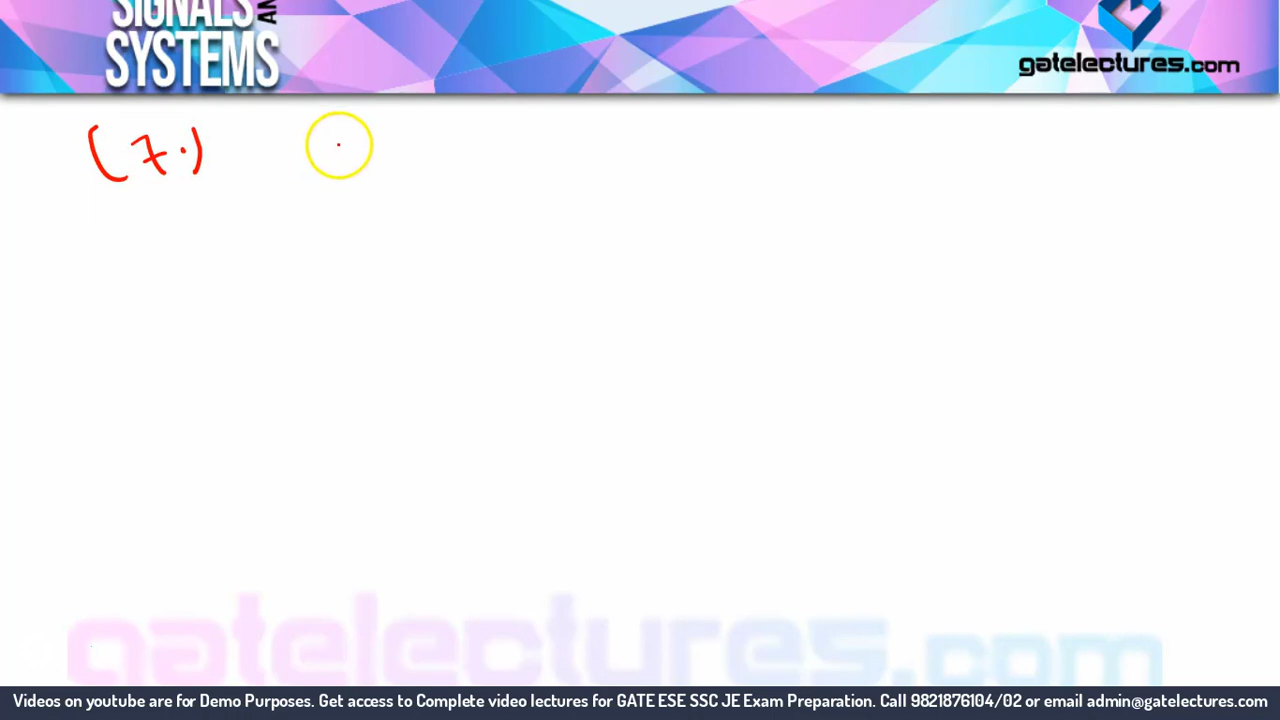 SIGNALS AND
SYSTEMS
gatelectures.com
(7.)
gatelectures.com
Videos on youtube are for Demo Purposes. Get access to Complete video lectures for GATE ESE SSC JE Exam Preparation. Call 9821876104/02 or email admin@gatelectures.com